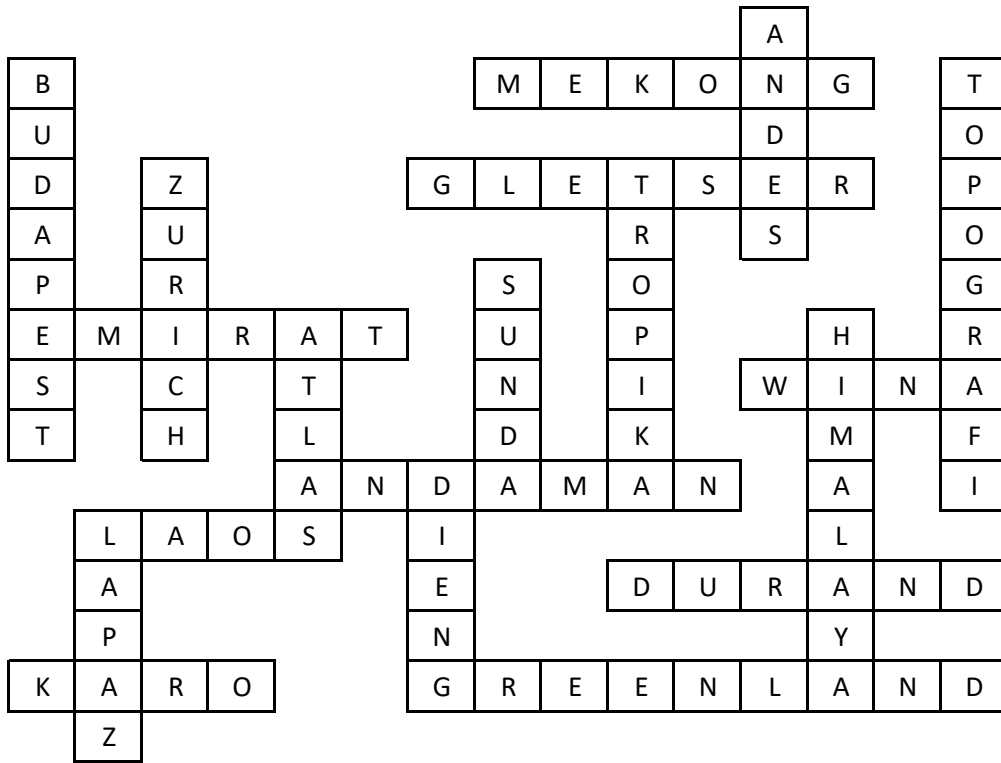 A
B M E K O N G T
U D O
D Z G L E T S E R P
A U R S O
P R S O G
E M I R A T U P H R
S C T N I W I N A
T H L D K M F
A N D A M A N A I
L A O S I L
A E D U R A N D
P N Y
K A R O G R E E N L A N D
Z